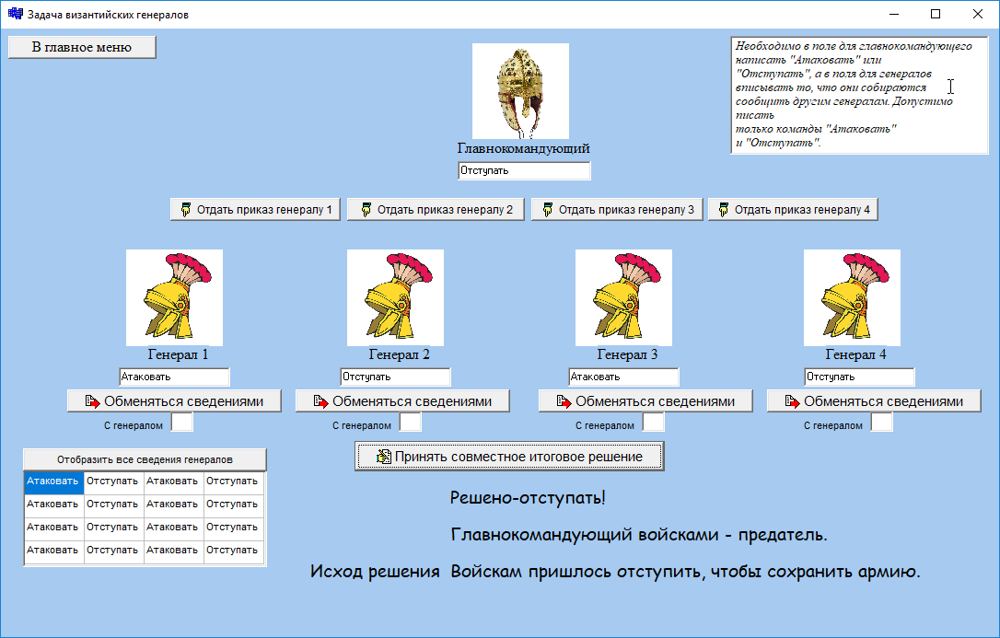 Задача византийских генералов
В главное меню
Необходимо в поле для главнокомандующего
написать "Атаковать" или
"Отступать", а в поля для генералов
вписывать то, что они собираются
сообщить другим генералам. Допустимо
писать
только команды "Атаковать"
и "Отступать".
Главнокомандующий
Отступать
Отдать приказ генералу 1 Отдать приказ генералу 2 Отдать приказ генералу 3 Отдать приказ генералу 4
Генерал 1 Генерал 2 Генерал 3 Генерал 4
Атаковать Отступать Атаковать Отступать
Обменяться сведениями Обменяться сведениями Обменяться сведениями Обменяться сведениями
С генералом С генералом С генералом С генералом
Отобразить все сведения генералов
Атаковать Отступать Атаковать Отступать
Атаковать Отступать Атаковать Отступать
Атаковать Отступать Атаковать Отступать
Атаковать Отступать Атаковать Отступать
Принять совместное итоговое решение
Решено-отступать!
Главнокомандующий войсками - предатель.
Исход решения Войскам пришлось отступить, чтобы сохранить армию.